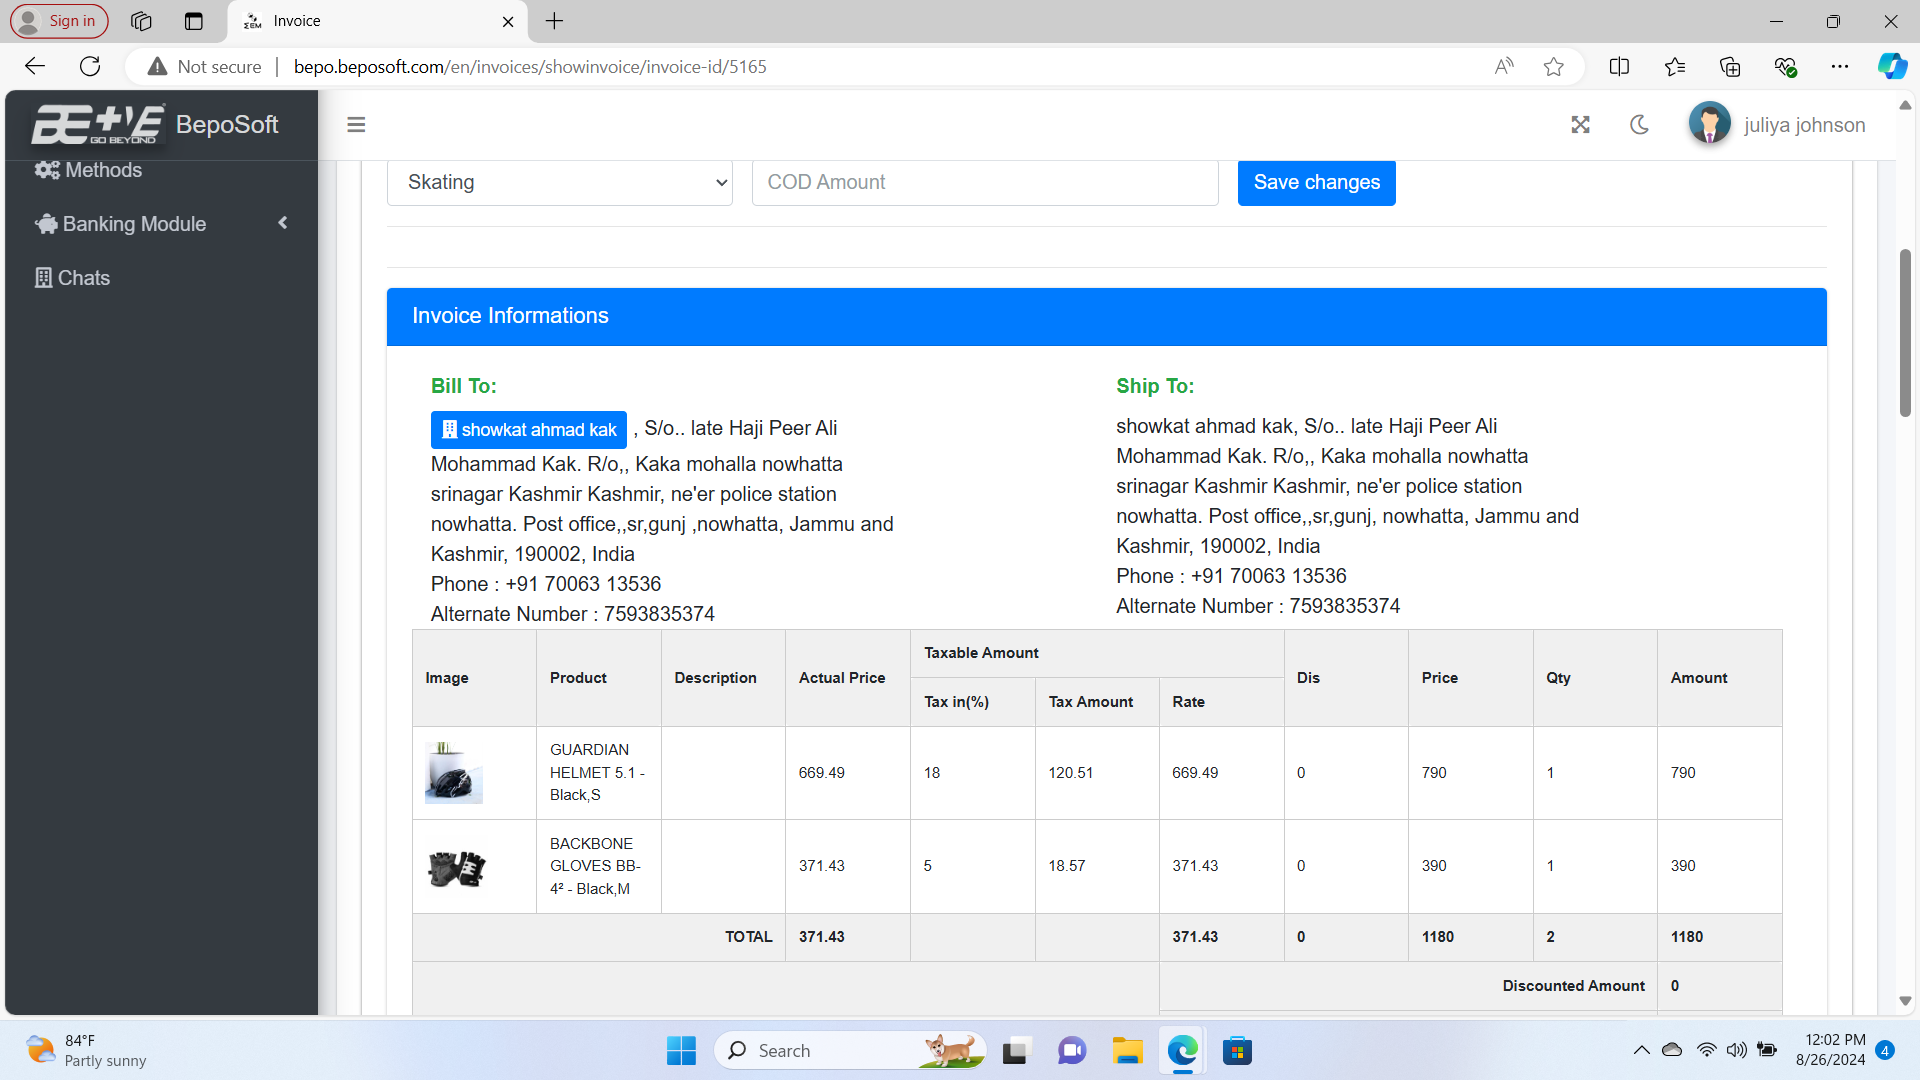 Sign in
Invoice
Not secure
bepo.beposoft.com/en/invoices/showinvoice/invoice-id/5165
GO BEYOND
BepoSoft
juliya johnson
Methods
Banking Module
Chats
Skating
COD Amount
Save changes
Invoice Informations
Bill To:
showkat ahmad kak , S/o.. late Haji Peer Ali
Mohammad Kak. R/o,, Kaka mohalla nowhatta
srinagar Kashmir Kashmir, ne'er police station
nowhatta. Post office,,sr,gunj ,nowhatta, Jammu and
Kashmir, 190002, India
Phone : +91 70063 13536
Alternate Number : 7593835374
Ship To:
showkat ahmad kak, S/o.. late Haji Peer Ali
Mohammad Kak. R/o,, Kaka mohalla nowhatta
srinagar Kashmir Kashmir, ne'er police station
nowhatta. Post office,,sr,gunj, nowhatta, Jammu and
Kashmir, 190002, India
Phone : +91 70063 13536
Alternate Number : 7593835374
Image Product Description Actual Price Taxable Amount Dis Price Qty Amount
Tax in(%) Tax Amount Rate
GUARDIAN
HELMET 5.1 -
Black,S
669.49 18 120.51 669.49 0 790 1 790
BACKBONE
GLOVES BB-
4² - Black,M
371.43 5 18.57 371.43 0 390 1 390
TOTAL 371.43 371.43 0 1180 2 1180
Discounted Amount 0
84°F
Partly sunny
Search
12:02 PM
8/26/2024
4